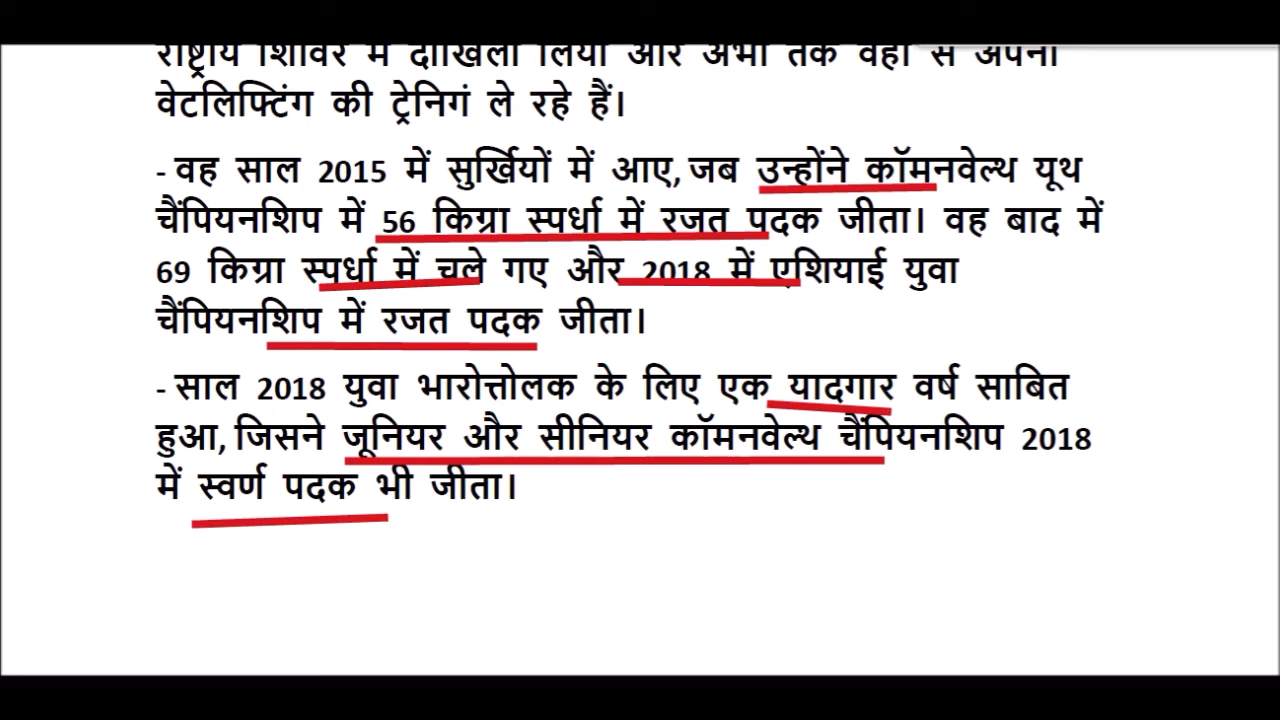 राष्ट्रीय शिविर में दाखिला लिया और अभी तक वहीं से अपनी
वेटलिफ्टिंग की ट्रेनिगं ले रहे हैं।
- वह साल 2015 में सुर्खियों में आए, जब उन्होंने कॉमनवेल्थ यूथ
चैंपियनशिप में 56 किग्रा स्पर्धा में रजत पदक जीता। वह बाद में
69 किग्रा स्पर्धा में चले गए और 2018 में एशियाई युवा
चैंपियनशिप में रजत पदक जीता।
- साल 2018 युवा भारोत्तोलक के लिए एक यादगार वर्ष साबित
हुआ, जिसने जूनियर और सीनियर कॉमनवेल्थ चैंपियनशिप 2018
में स्वर्ण पदक भी जीता।